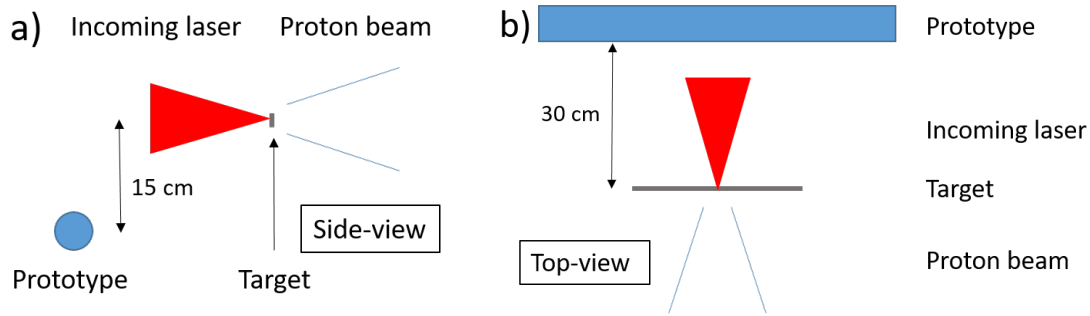 a) Incoming laser Proton beam
15 cm
Side-view
Prototype Target
b) Prototype
30 cm
Incoming laser
Target
Top-view Proton beam